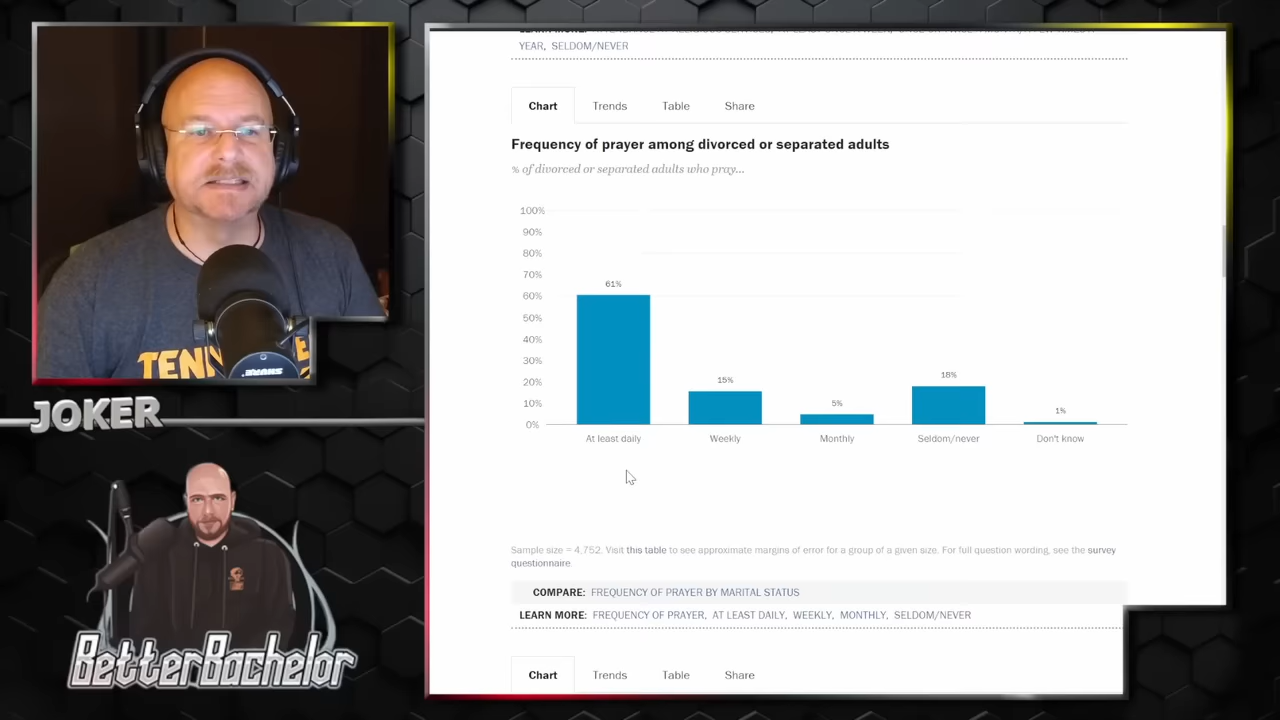 YEAR, SELDOM/NEVER
Chart Trends Table Share
Frequency of prayer among divorced or separated adults
% of divorced or separated adults who pray...
100%
90%
80%
70%
60%
50%
40%
30%
20%
10%
0%
61%
15%
5%
18%
1%
At least daily Weekly Monthly Seldom/never Don't know
Sample size = 4,752. Visit this table to see approximate margins of error for a group of a given size. For full question wording, see the survey
questionnaire
COMPARE: FREQUENCY OF PRAYER BY MARITAL STATUS
LEARN MORE: FREQUENCY OF PRAYER, AT LEAST DAILY, WEEKLY, MONTHLY, SELDOM/NEVER
Chart Trends Table Share
SHURE
JOKER
BetterBachelor